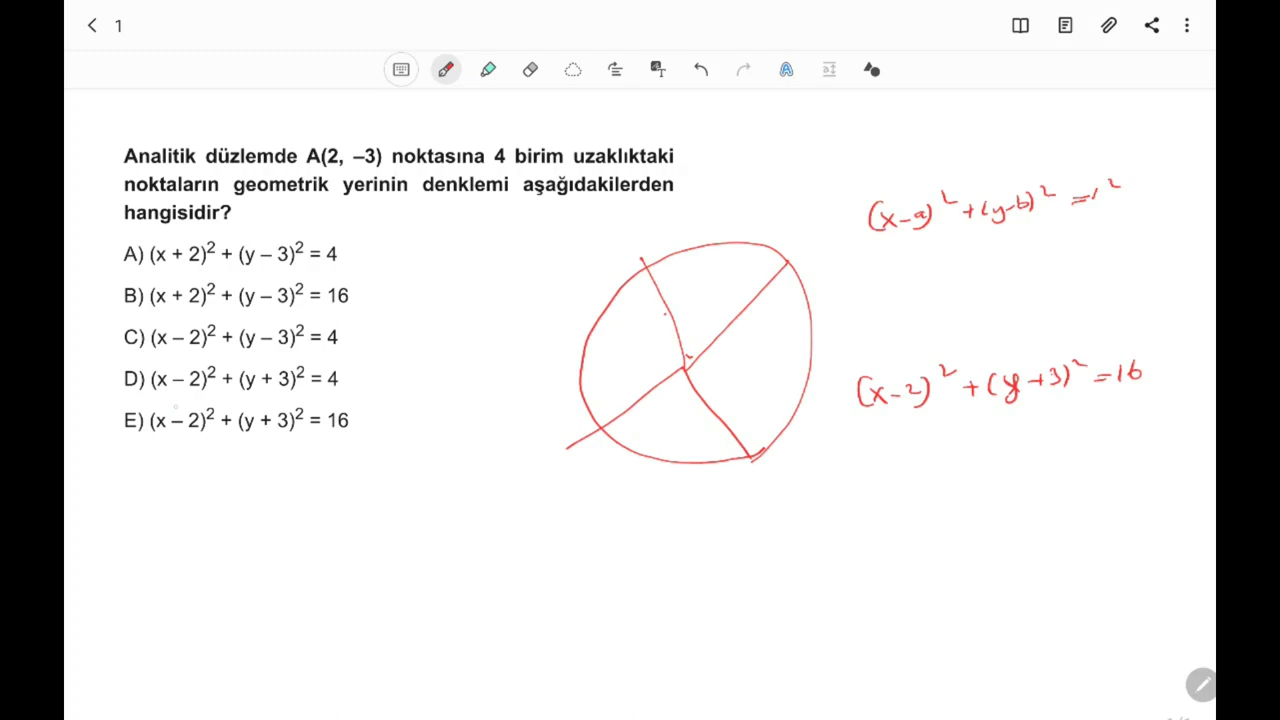 1
Analitik düzlemde A(2, –3) noktasına 4 birim uzaklıktaki
noktaların geometrik yerinin denklemi aşağıdakilerden
hangisidir?
A) (x + 2)² + (y – 3)² = 4
B) (x + 2)² + (y – 3)² = 16
C) (x – 2)² + (y – 3)² = 4
D) (x – 2)² + (y + 3)² = 4
E) (x – 2)² + (y + 3)² = 16
(x-a)² + (y-b)² = r²
(x-2)² + (y+3)² = 16